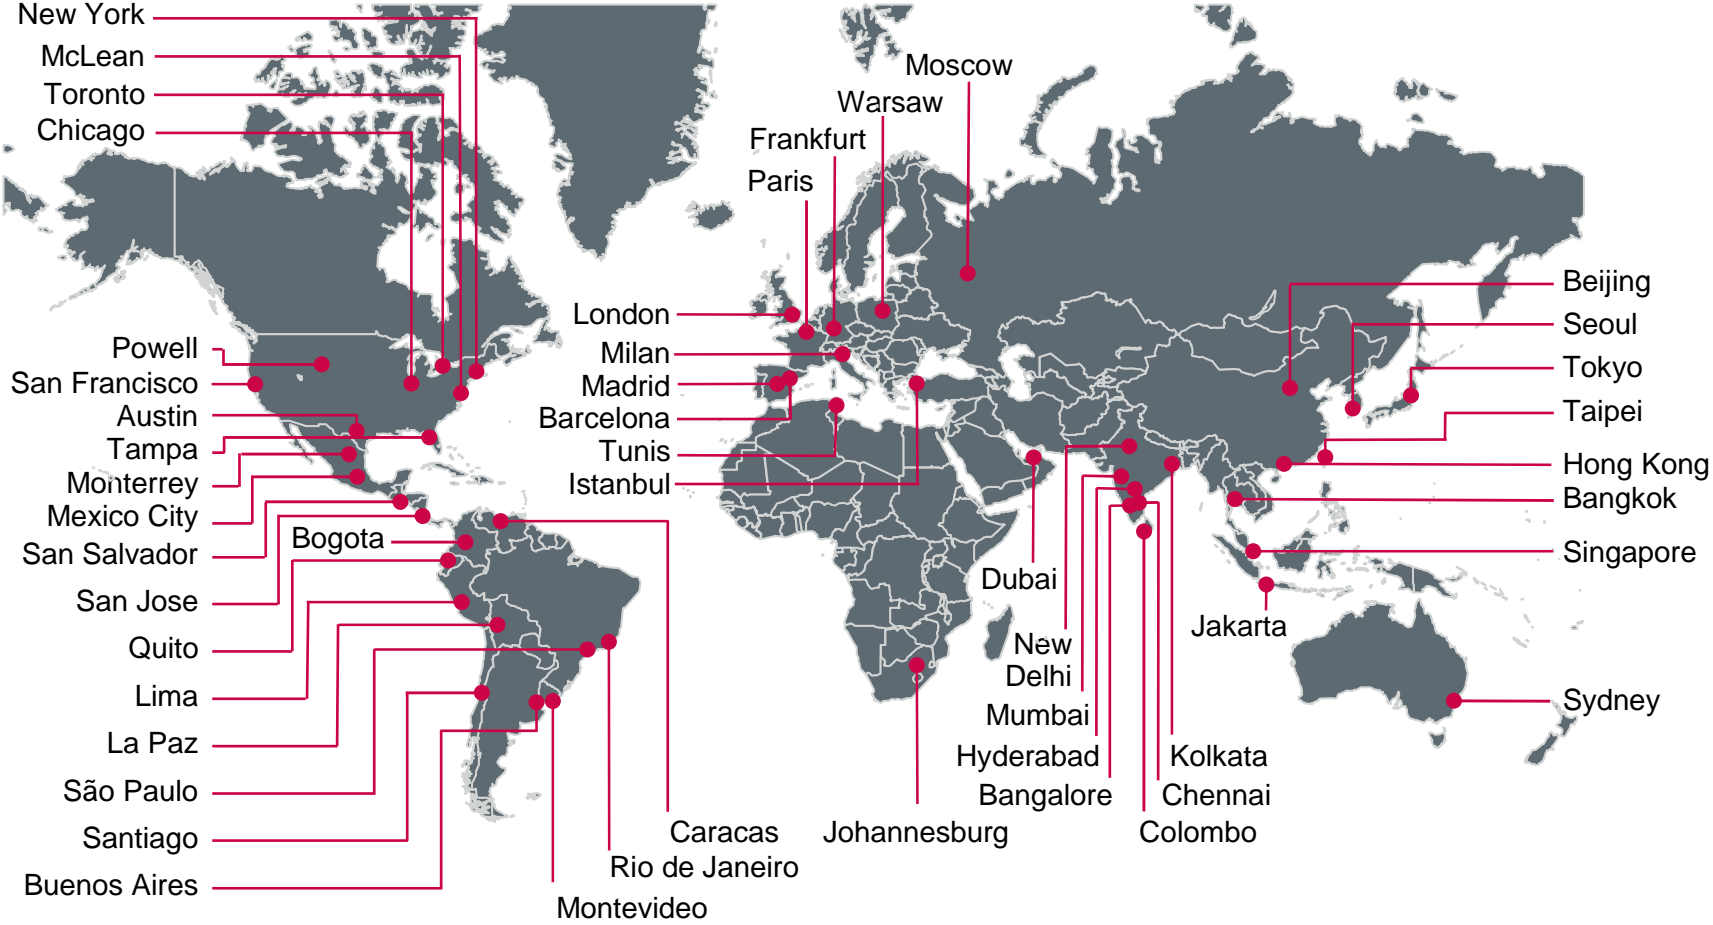 New York
McLean
Toronto
Chicago
Powell
San Francisco
Austin
Tampa
Monterrey
Mexico City
San Salvador
San Jose
Quito
Lima
La Paz
São Paulo
Santiago
Buenos Aires
Bogota
Caracas
Rio de Janeiro
Montevideo
Moscow
Warsaw
Frankfurt
Paris
London
Milan
Madrid
Barcelona
Tunis
Istanbul
Johannesburg
Dubai
New
Delhi
Mumbai
Hyderabad
Bangalore
Kolkata
Chennai
Colombo
Jakarta
Beijing
Seoul
Tokyo
Taipei
Hong Kong
Bangkok
Singapore
Sydney